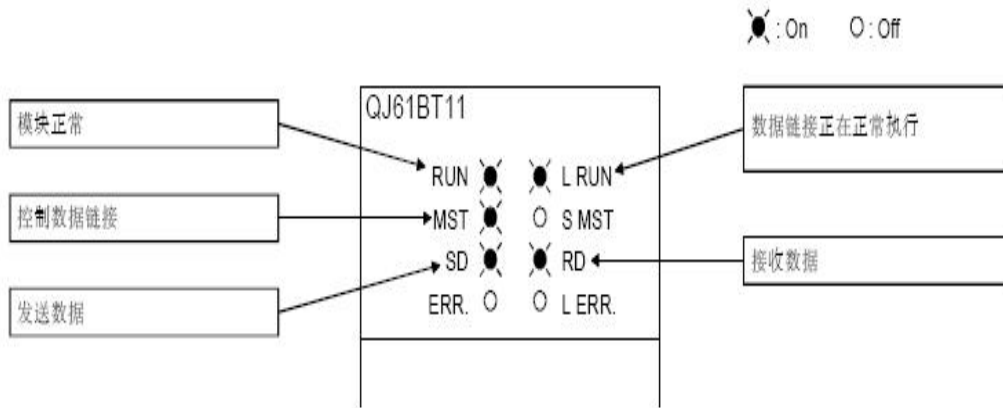 : On ○ : Off
QJ61BT11
模块正常
数据链接正在正常执行
RUN L RUN
控制数据链接
MST S MST
发送数据
SD RD
接收数据
ERR. L ERR.